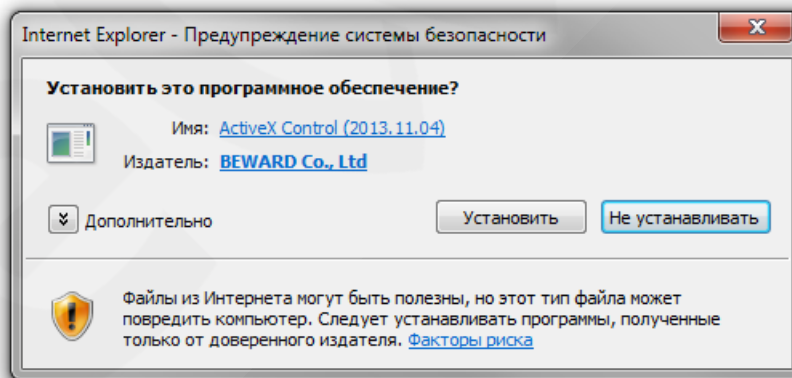 Internet Explorer - Предупреждение системы безопасности
Установить это программное обеспечение?
Имя: ActiveX Control (2013.11.04)
Издатель: BEWARD Co., Ltd
Дополнительно
Установить
Не устанавливать
Файлы из Интернета могут быть полезны, но этот тип файла может
повредить компьютер. Следует устанавливать программы, полученные
только от доверенного издателя. Факторы риска